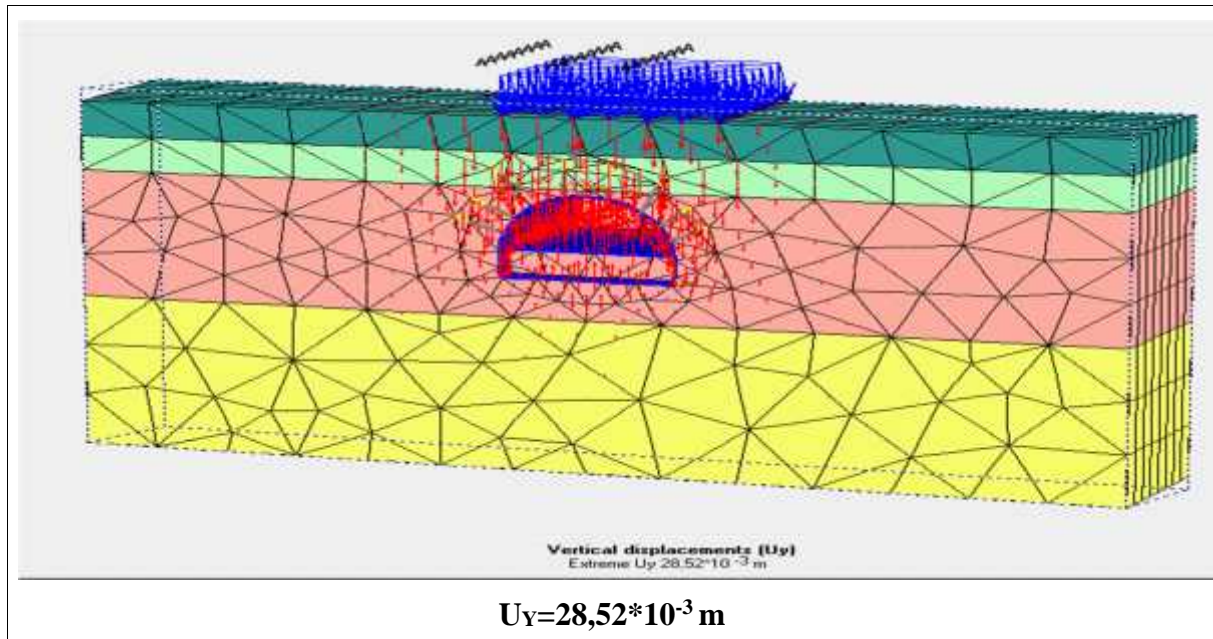 Vertical displacements (Uy)
Extreme Uy 28.52*10⁻³ m
UY=28,52*10⁻³ m